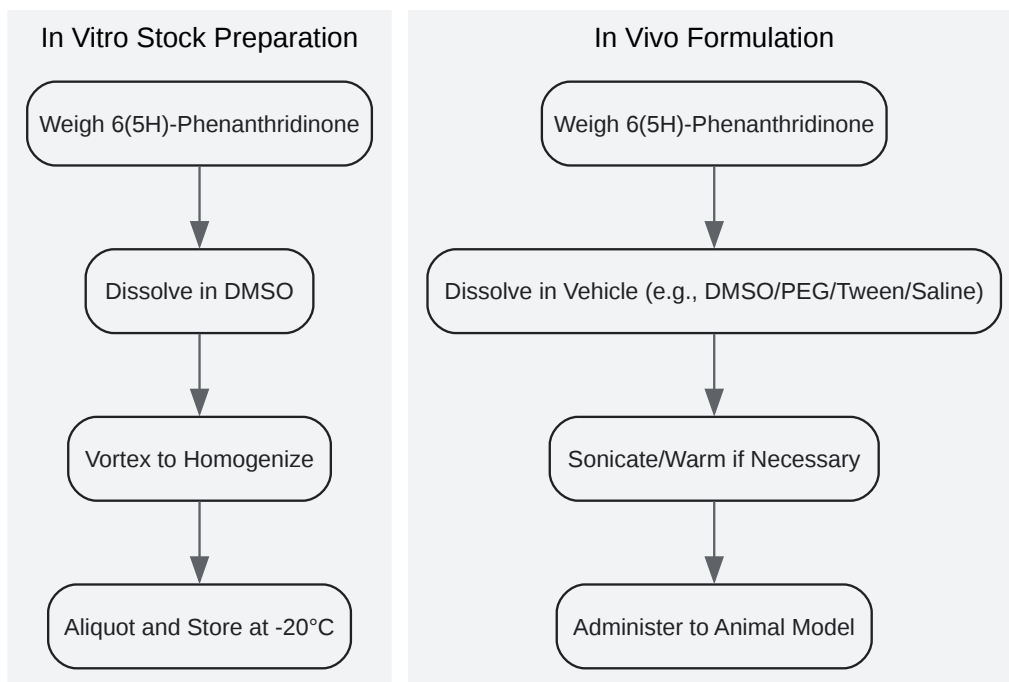 In Vitro Stock Preparation
Weigh 6(5H)-Phenanthridinone
Dissolve in DMSO
Vortex to Homogenize
Aliquot and Store at -20°C
In Vivo Formulation
Weigh 6(5H)-Phenanthridinone
Dissolve in Vehicle (e.g., DMSO/PEG/Tween/Saline)
Sonicate/Warm if Necessary
Administer to Animal Model